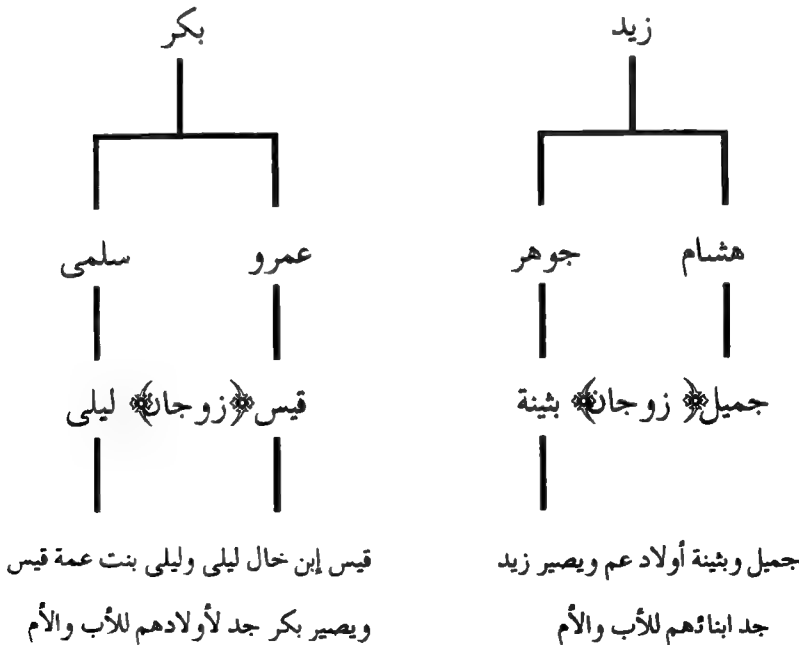 زيد
بكر
هشام
جوهر
عمرو
سلمى
جميل ﴿زوجان﴾ بثينة
قيس ﴿زوجان﴾ ليلى
جميل وبثينة أولاد عم ويصير زيد
جد ابنائهم للأب والأم
قيس إبن خال ليلى وليلى بنت عمة قيس
ويصير بكر جد لأولادهم للأب والأم